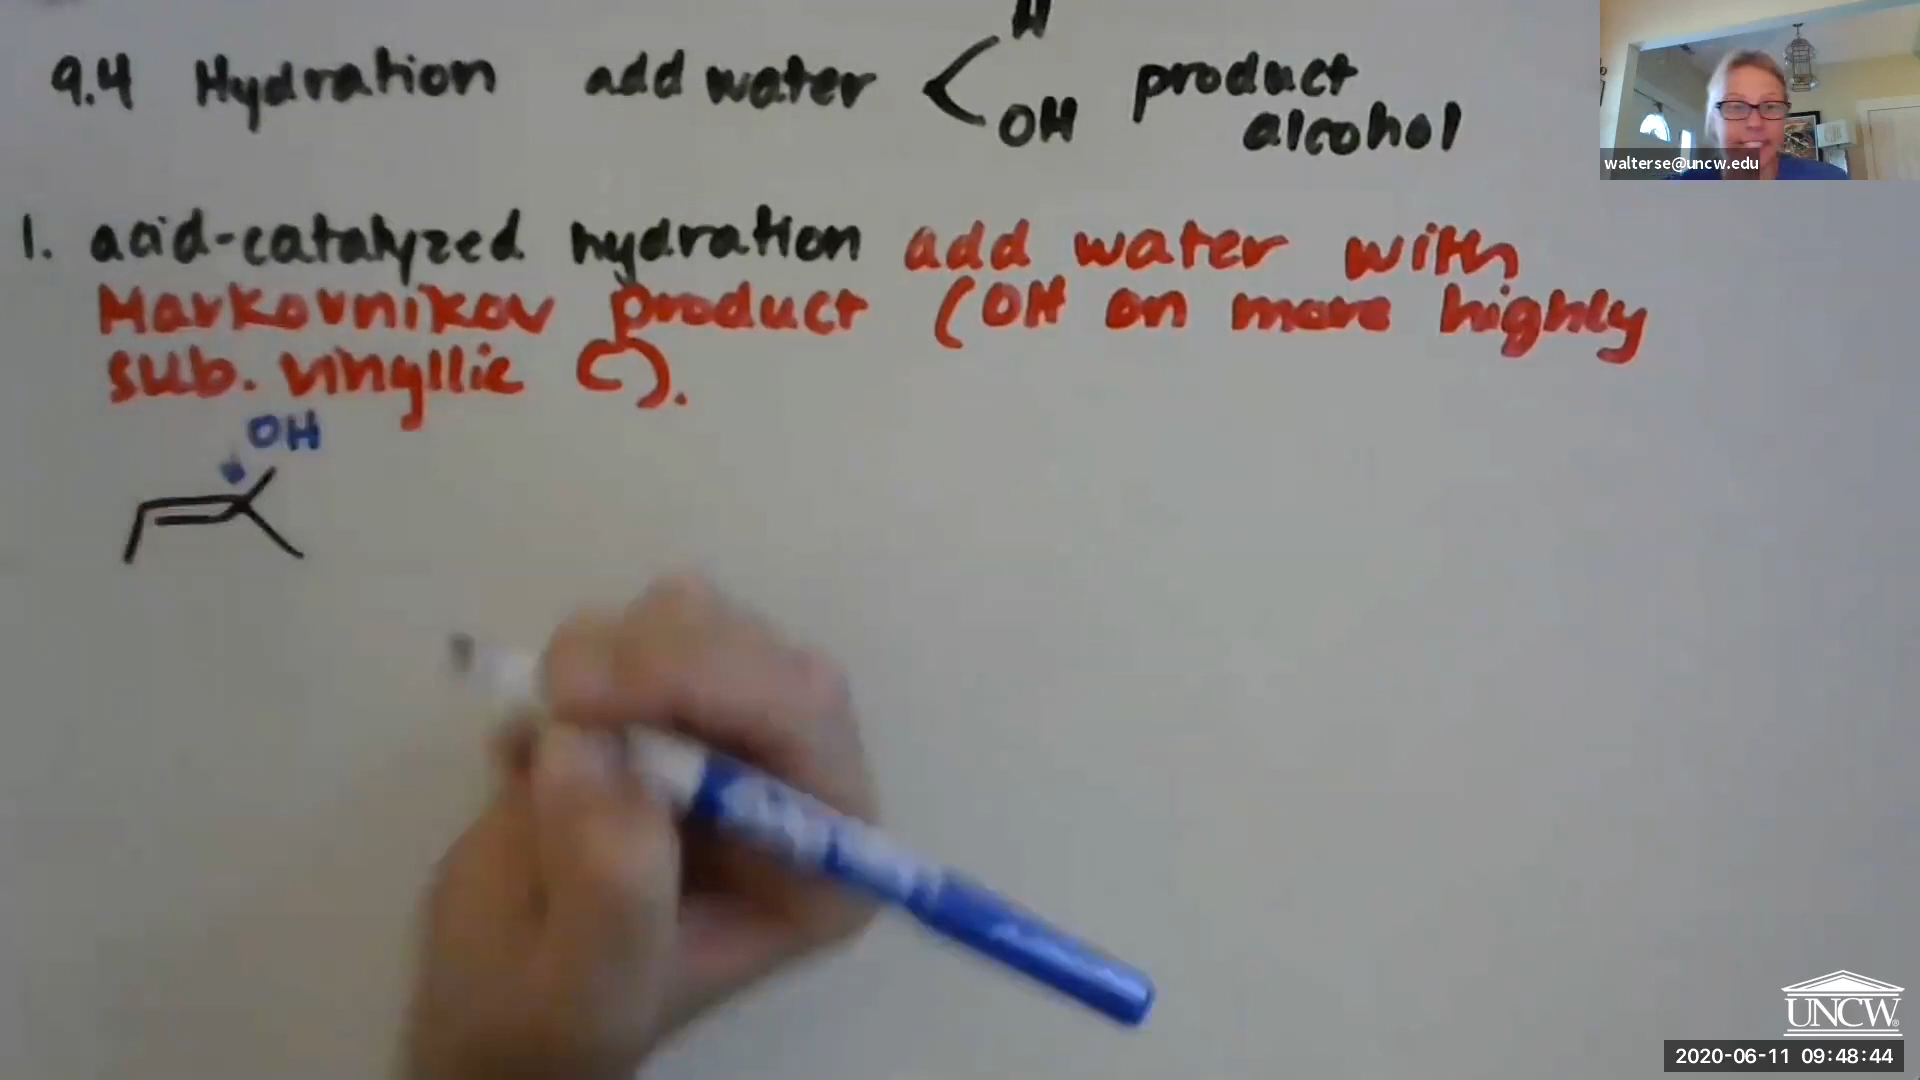 9.4 Hydration add water < H OH product alcohol
1. acid-catalyzed hydration add water with
Markovnikov product (OH on more highly
sub. vinyllic C).
OH
walterse@uncw.edu
UNCW
2020-06-11 09:48:44